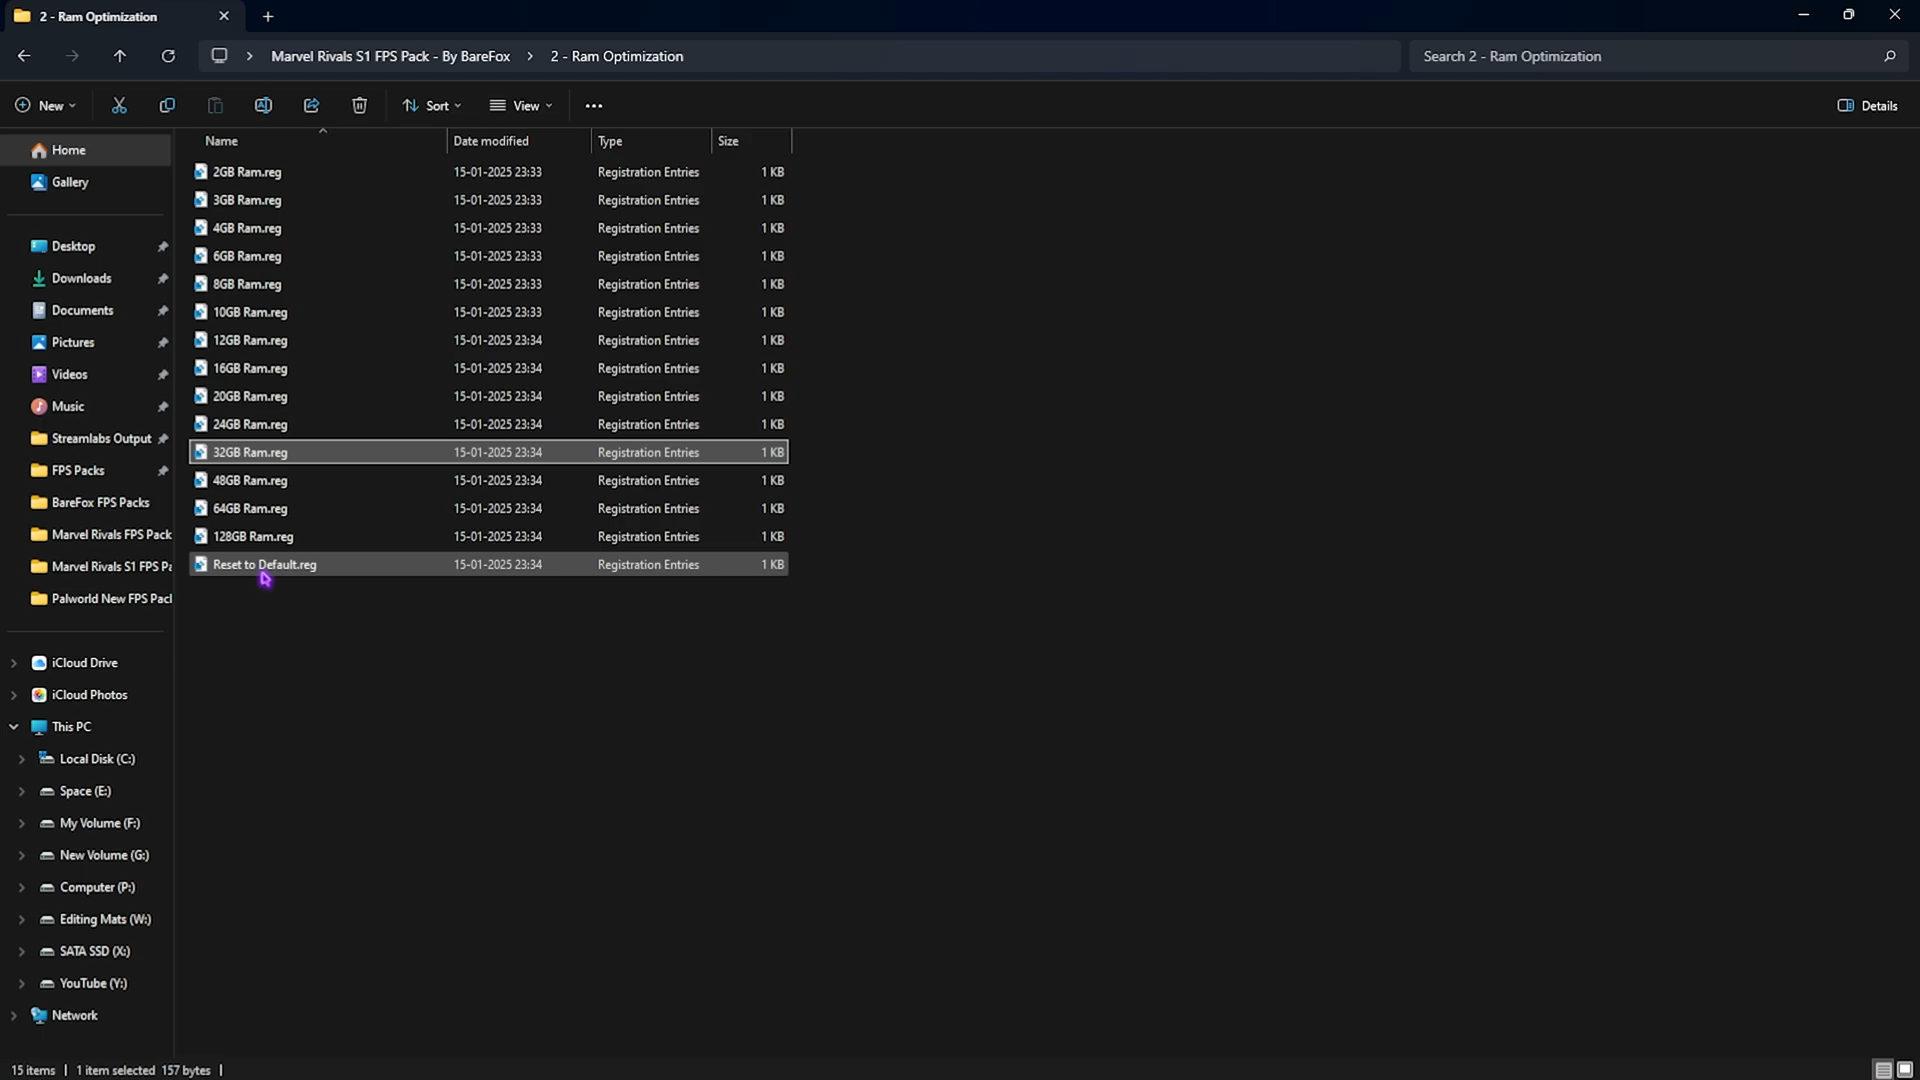 2 - Ram Optimization
Marvel Rivals S1 FPS Pack - By BareFox > 2 - Ram Optimization
Search 2 - Ram Optimization
New
Sort
View
Details
Name Date modified Type Size
Home
Gallery
Desktop
Downloads
Documents
Pictures
Videos
Music
Streamlabs Output
FPS Packs
BareFox FPS Packs
Marvel Rivals FPS Pack
Marvel Rivals S1 FPS Pa
Palworld New FPS Pack
iCloud Drive
iCloud Photos
This PC
Local Disk (C:)
Space (E:)
My Volume (F:)
New Volume (G:)
Computer (P:)
Editing Mats (W:)
SATA SSD (X:)
YouTube (Y:)
Network
2GB Ram.reg 15-01-2025 23:33 Registration Entries 1 KB
3GB Ram.reg 15-01-2025 23:33 Registration Entries 1 KB
4GB Ram.reg 15-01-2025 23:33 Registration Entries 1 KB
6GB Ram.reg 15-01-2025 23:33 Registration Entries 1 KB
8GB Ram.reg 15-01-2025 23:33 Registration Entries 1 KB
10GB Ram.reg 15-01-2025 23:33 Registration Entries 1 KB
12GB Ram.reg 15-01-2025 23:34 Registration Entries 1 KB
16GB Ram.reg 15-01-2025 23:34 Registration Entries 1 KB
20GB Ram.reg 15-01-2025 23:34 Registration Entries 1 KB
24GB Ram.reg 15-01-2025 23:34 Registration Entries 1 KB
32GB Ram.reg 15-01-2025 23:34 Registration Entries 1 KB
48GB Ram.reg 15-01-2025 23:34 Registration Entries 1 KB
64GB Ram.reg 15-01-2025 23:34 Registration Entries 1 KB
128GB Ram.reg 15-01-2025 23:34 Registration Entries 1 KB
Reset to Default.reg 15-01-2025 23:34 Registration Entries 1 KB
15 items | 1 item selected 157 bytes |